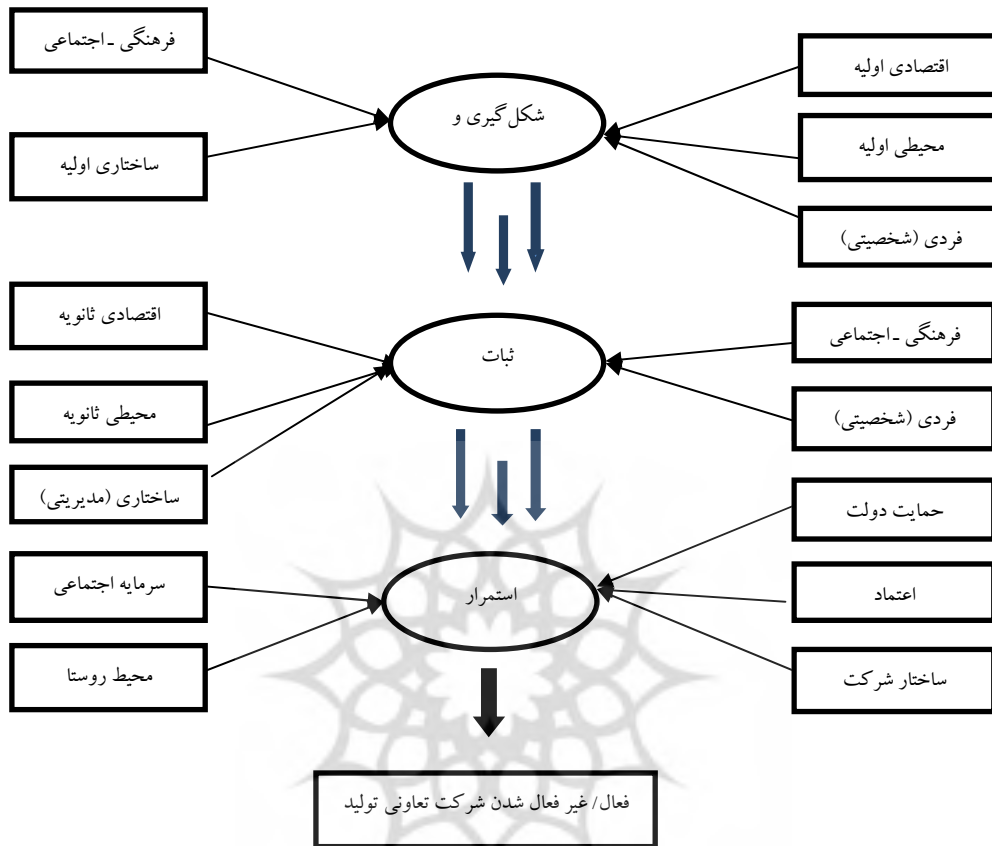 فرهنگی ـ اجتماعی
اقتصادی اولیه
شکل‌گیری و
محیطی اولیه
ساختاری اولیه
فردی (شخصیتی)
اقتصادی ثانویه
فرهنگی ـ اجتماعی
ثبات
محیطی ثانویه
فردی (شخصیتی)
ساختاری (مدیریتی)
حمایت دولت
سرمایه اجتماعی
استمرار
اعتماد
محیط روستا
ساختار شرکت
فعال/ غیر فعال شدن شرکت تعاونی تولید